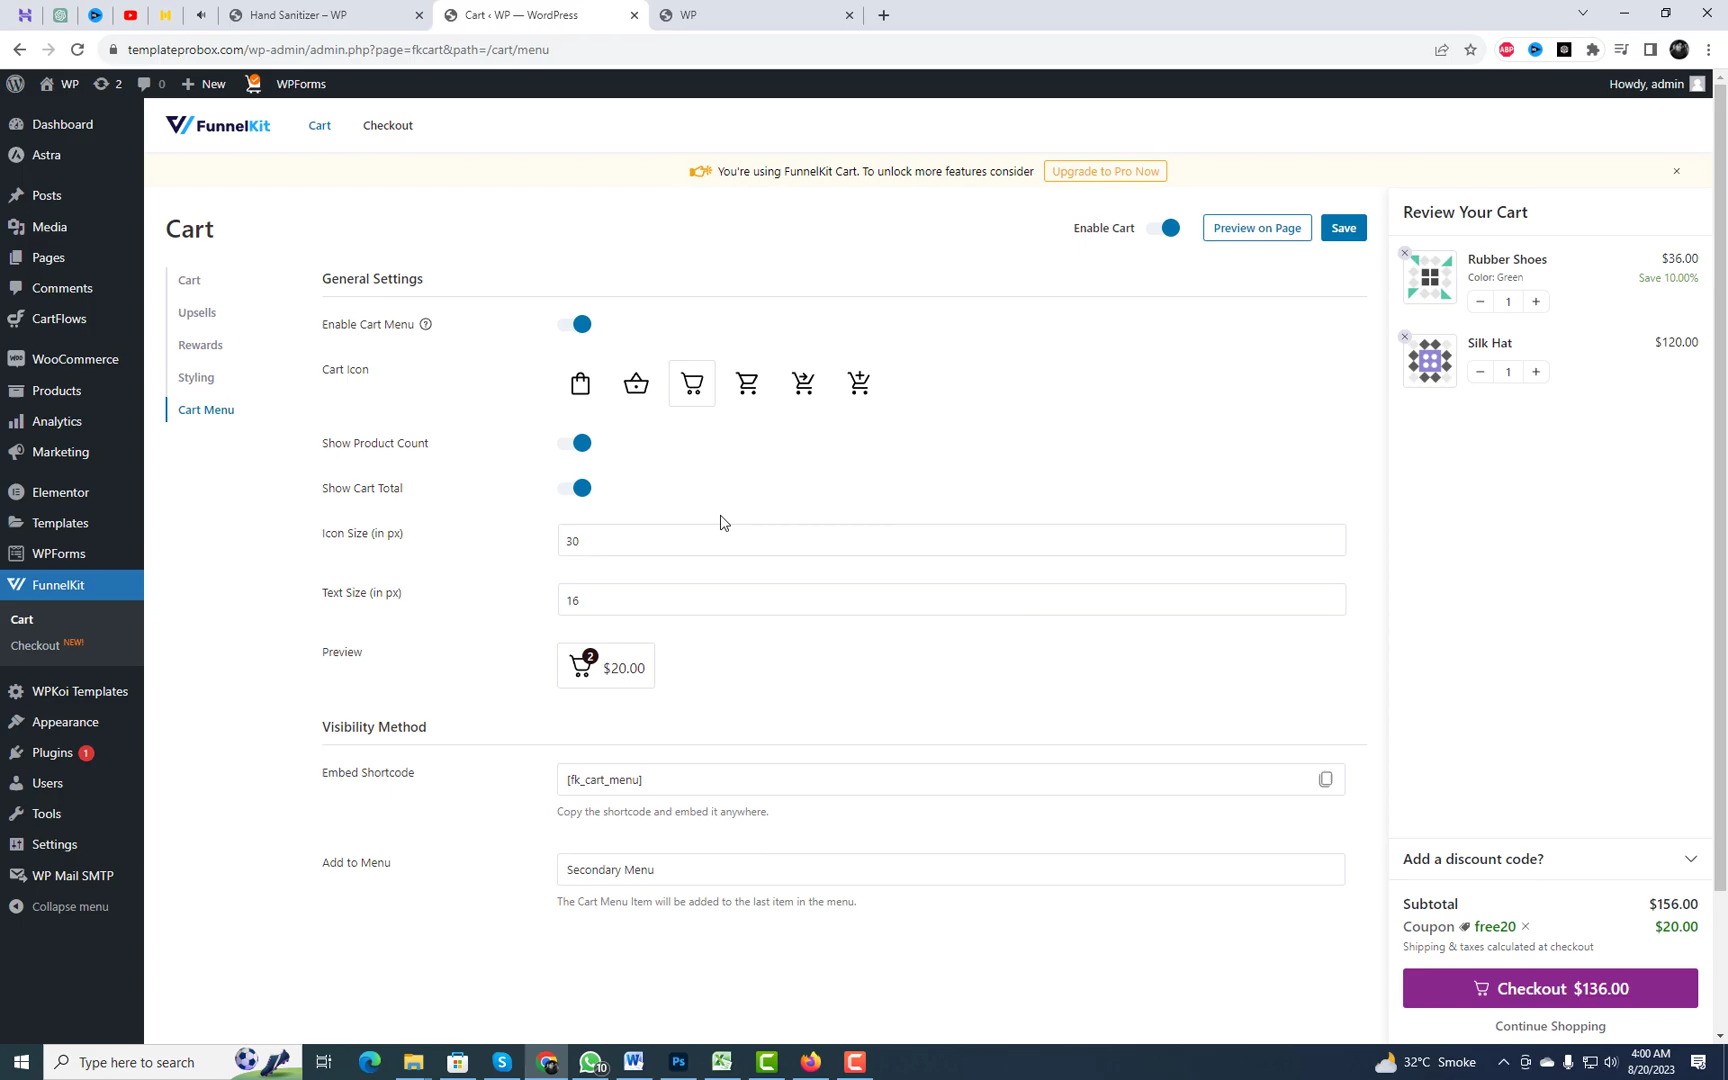 Hand Sanitizer – WP
Cart ‹ WP — WordPress
WP
templateprobox.com/wp-admin/admin.php?page=fkcart&path=/cart/menu
ABP
WP
2
0
New
WPForms
Howdy, admin
Dashboard
Astra
Posts
Media
Pages
Comments
CartFlows
WooCommerce
Products
Analytics
Marketing
Elementor
Templates
WPForms
FunnelKit
Cart
Checkout NEW!
WPKoi Templates
Appearance
Plugins 1
Users
Tools
Settings
WP Mail SMTP
Collapse menu
FunnelKit
Cart
Checkout
You're using FunnelKit Cart. To unlock more features consider
Upgrade to Pro Now
Cart
Enable Cart
Preview on Page
Save
Cart
Upsells
Rewards
Styling
Cart Menu
General Settings
Enable Cart Menu
Cart Icon
Show Product Count
Show Cart Total
Icon Size (in px)
30
Text Size (in px)
16
Preview
2
$20.00
Visibility Method
Embed Shortcode
[fk_cart_menu]
Copy the shortcode and embed it anywhere.
Add to Menu
Secondary Menu
The Cart Menu Item will be added to the last item in the menu.
Review Your Cart
Rubber Shoes
$36.00
Color: Green
Save 10.00%
1
Silk Hat
$120.00
1
Add a discount code?
Subtotal
$156.00
Coupon free20
$20.00
Shipping & taxes calculated at checkout
Checkout $136.00
Continue Shopping
Type here to search
10
32°C Smoke
4:00 AM
8/20/2023